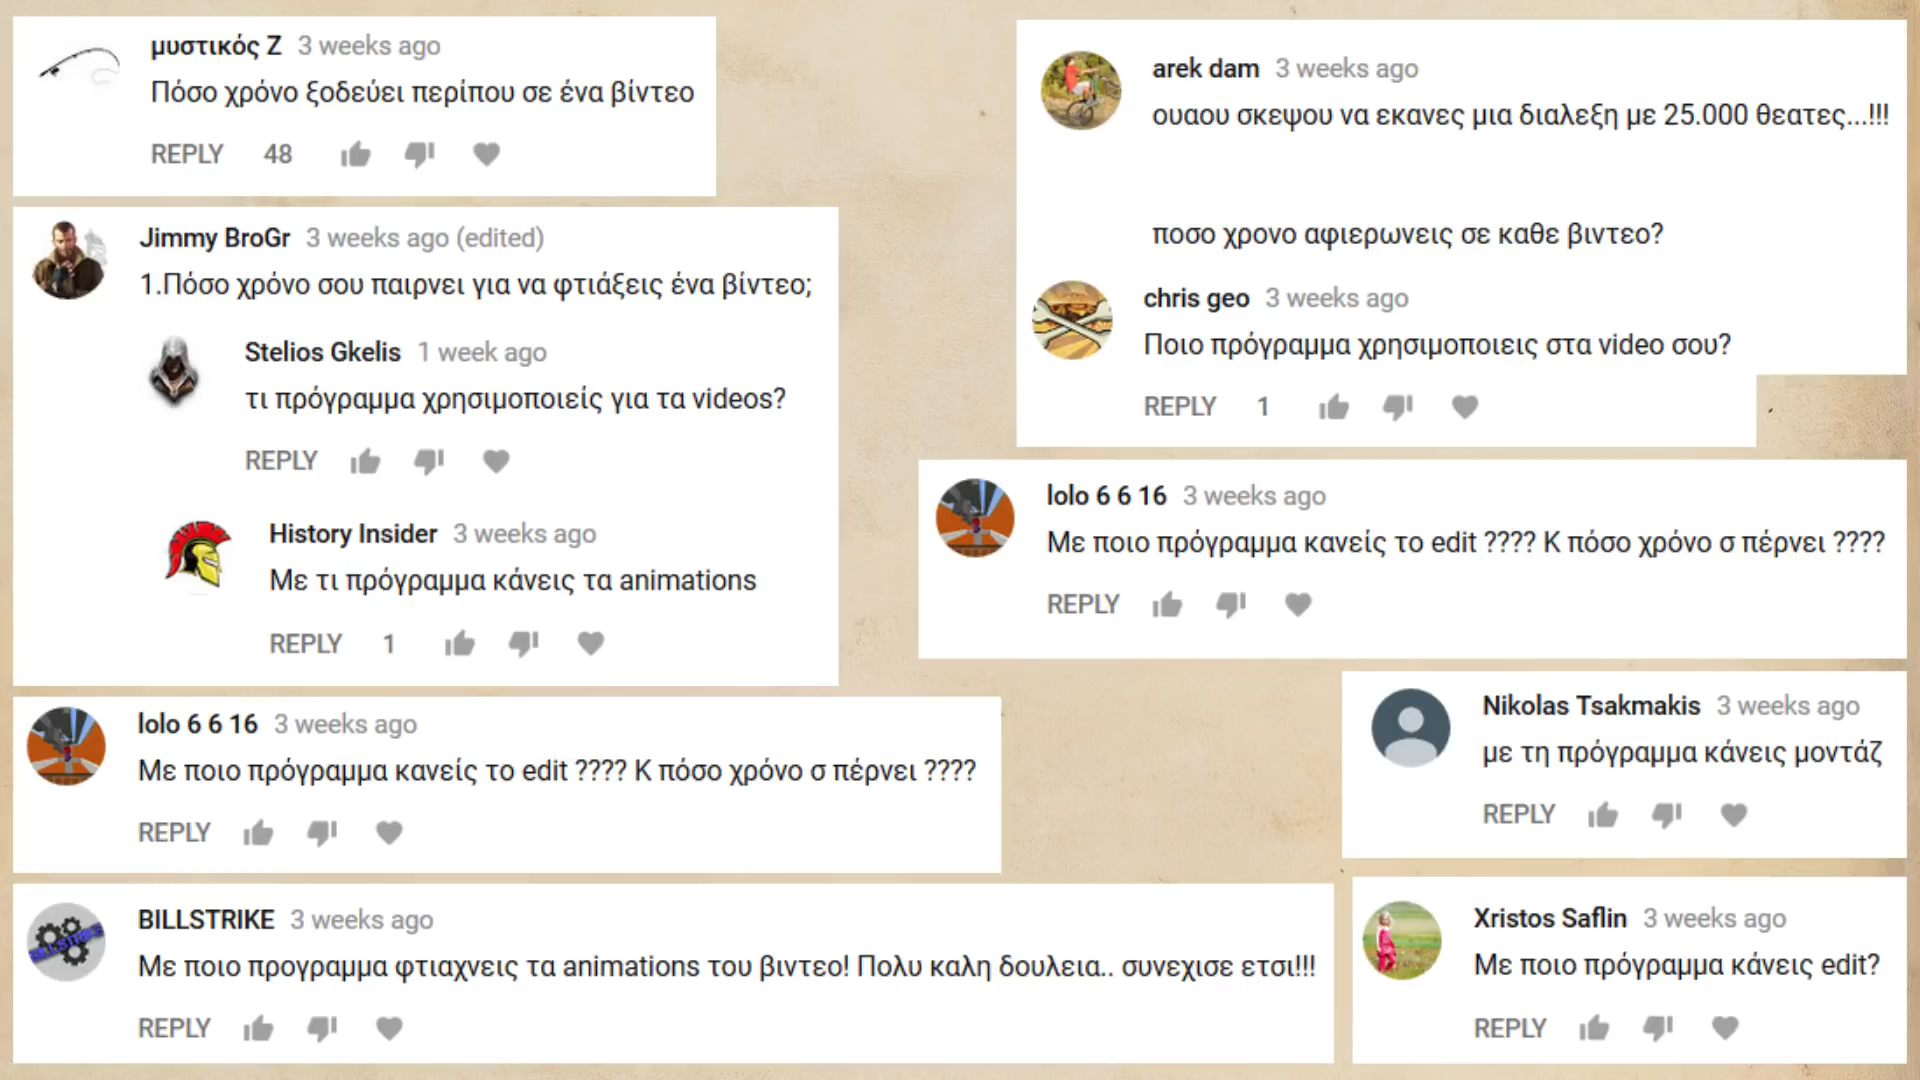 μυστικός Ζ 3 weeks ago
Πόσο χρόνο ξοδεύει περίπου σε ένα βίντεο
REPLY 48
Jimmy BroGr 3 weeks ago (edited)
1.Πόσο χρόνο σου παιρνει για να φτιάξεις ένα βίντεο;
Stelios Gkelis 1 week ago
τι πρόγραμμα χρησιμοποιείς για τα videos?
REPLY
History Insider 3 weeks ago
Με τι πρόγραμμα κάνεις τα animations
REPLY 1
lolo 6 6 16 3 weeks ago
Με ποιο πρόγραμμα κανείς το edit ???? Κ πόσο χρόνο σ πέρνει ????
REPLY
BILLSTRIKE 3 weeks ago
Με ποιο προγραμμα φτιαχνεις τα animations του βιντεο! Πολυ καλη δουλεια.. συνεχισε ετσι!!!
REPLY
arek dam 3 weeks ago
ουαου σκεψου να εκανες μια διαλεξη με 25.000 θεατες...!!!
ποσο χρονο αφιερωνεις σε καθε βιντεο?
chris geo 3 weeks ago
Ποιο πρόγραμμα χρησιμοποιεις στα video σου?
REPLY 1
lolo 6 6 16 3 weeks ago
Με ποιο πρόγραμμα κανείς το edit ???? Κ πόσο χρόνο σ πέρνει ????
REPLY
Nikolas Tsakmakis 3 weeks ago
με τη πρόγραμμα κάνεις μοντάζ
REPLY
Xristos Saflin 3 weeks ago
Με ποιο πρόγραμμα κάνεις edit?
REPLY
BILLSTRIKE